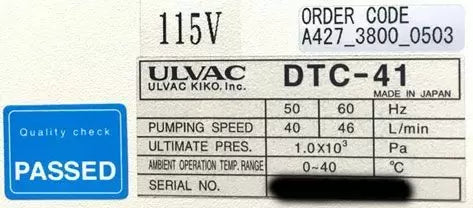 115V
ORDER CODE
A427_3800_0503
ULVAC
ULVAC KIKO. Inc.
DTC-41
MADE IN JAPAN
50 60 Hz
PUMPING SPEED 40 46 L/min
ULTIMATE PRES. 1.0X10³ Pa
AMBIENT OPERATION TEMP. RANGE 0~40 ℃
SERIAL NO.
Quality check
PASSED